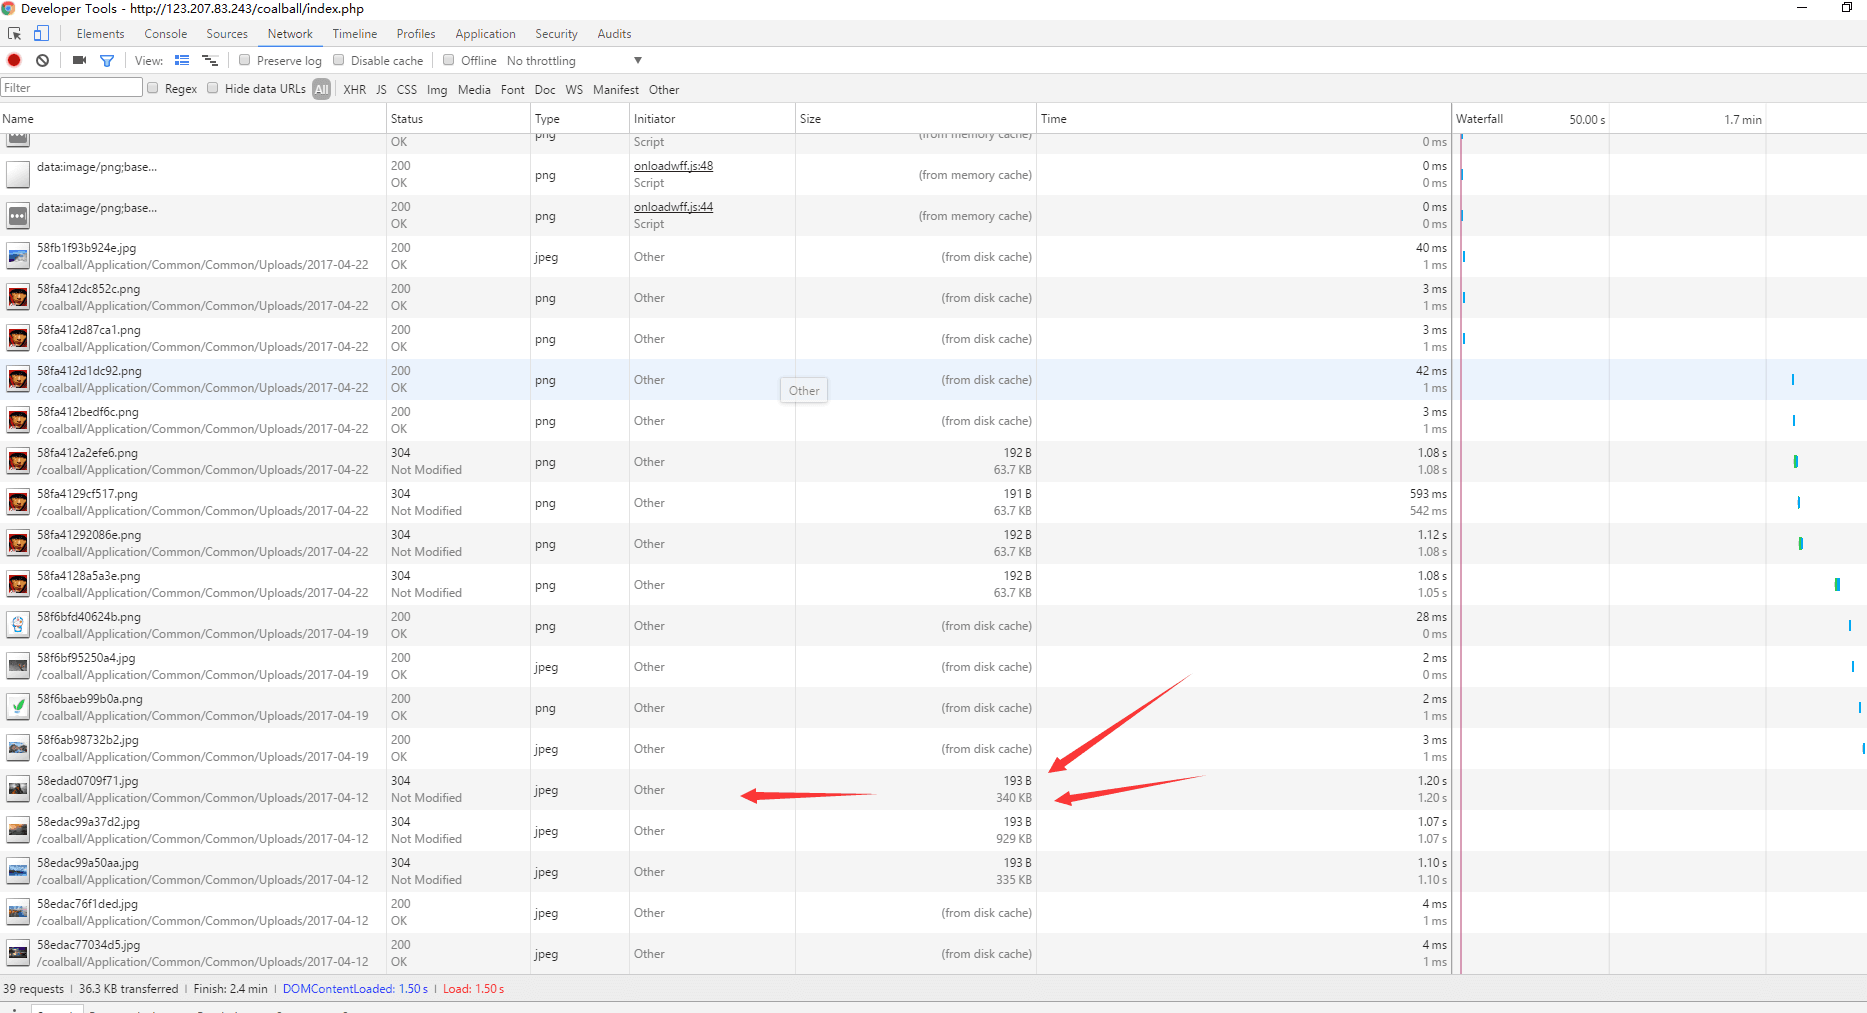 Developer Tools - http://123.207.83.243/coalball/index.php
Elements Console Sources Network Timeline Profiles Application Security Audits
View: Preserve log Disable cache Offline No throttling ▼
Filter Regex Hide data URLs All XHR JS CSS Img Media Font Doc WS Manifest Other
Name Status Type Initiator Size Time Waterfall 50.00 s 1.7 min
png (from memory cache)
OK Script 0 ms
data:image/png;base... 200 onloadwff.js:48 0 ms
OK png Script (from memory cache) 0 ms
data:image/png;base... 200 onloadwff.js:44 0 ms
OK png Script (from memory cache) 0 ms
58fb1f93b924e.jpg 200 jpeg Other (from disk cache) 40 ms
/coalball/Application/Common/Common/Uploads/2017-04-22 OK 1 ms
58fa412dc852c.png 200 png Other (from disk cache) 3 ms
/coalball/Application/Common/Common/Uploads/2017-04-22 OK 1 ms
58fa412d87ca1.png 200 png Other (from disk cache) 3 ms
/coalball/Application/Common/Common/Uploads/2017-04-22 OK 1 ms
58fa412d1dc92.png 200 png Other (from disk cache) 42 ms
/coalball/Application/Common/Common/Uploads/2017-04-22 OK 1 ms
Other
58fa412bedf6c.png 200 png Other (from disk cache) 3 ms
/coalball/Application/Common/Common/Uploads/2017-04-22 OK 1 ms
58fa412a2efe6.png 304 png Other 192 B 1.08 s
/coalball/Application/Common/Common/Uploads/2017-04-22 Not Modified 63.7 KB 1.08 s
58fa4129cf517.png 304 png Other 191 B 593 ms
/coalball/Application/Common/Common/Uploads/2017-04-22 Not Modified 63.7 KB 542 ms
58fa41292086e.png 304 png Other 192 B 1.12 s
/coalball/Application/Common/Common/Uploads/2017-04-22 Not Modified 63.7 KB 1.08 s
58fa4128a5a3e.png 304 png Other 192 B 1.08 s
/coalball/Application/Common/Common/Uploads/2017-04-22 Not Modified 63.7 KB 1.05 s
58f6bfd40624b.png 200 png Other (from disk cache) 28 ms
/coalball/Application/Common/Common/Uploads/2017-04-19 OK 0 ms
58f6bf95250a4.jpg 200 jpeg Other (from disk cache) 2 ms
/coalball/Application/Common/Common/Uploads/2017-04-19 OK 0 ms
58f6baeb99b0a.png 200 png Other (from disk cache) 2 ms
/coalball/Application/Common/Common/Uploads/2017-04-19 OK 1 ms
58f6ab98732b2.jpg 200 jpeg Other (from disk cache) 3 ms
/coalball/Application/Common/Common/Uploads/2017-04-19 OK 1 ms
58edad0709f71.jpg 304 jpeg Other 193 B 1.20 s
/coalball/Application/Common/Common/Uploads/2017-04-12 Not Modified 340 KB 1.20 s
58edac99a37d2.jpg 304 jpeg Other 193 B 1.07 s
/coalball/Application/Common/Common/Uploads/2017-04-12 Not Modified 929 KB 1.07 s
58edac99a50aa.jpg 304 jpeg Other 193 B 1.10 s
/coalball/Application/Common/Common/Uploads/2017-04-12 Not Modified 335 KB 1.10 s
58edac76f1ded.jpg 200 jpeg Other (from disk cache) 4 ms
/coalball/Application/Common/Common/Uploads/2017-04-12 OK 1 ms
58edac77034d5.jpg 200 jpeg Other (from disk cache) 4 ms
/coalball/Application/Common/Common/Uploads/2017-04-12 OK 1 ms
39 requests | 36.3 KB transferred | Finish: 2.4 min | DOMContentLoaded: 1.50 s | Load: 1.50 s